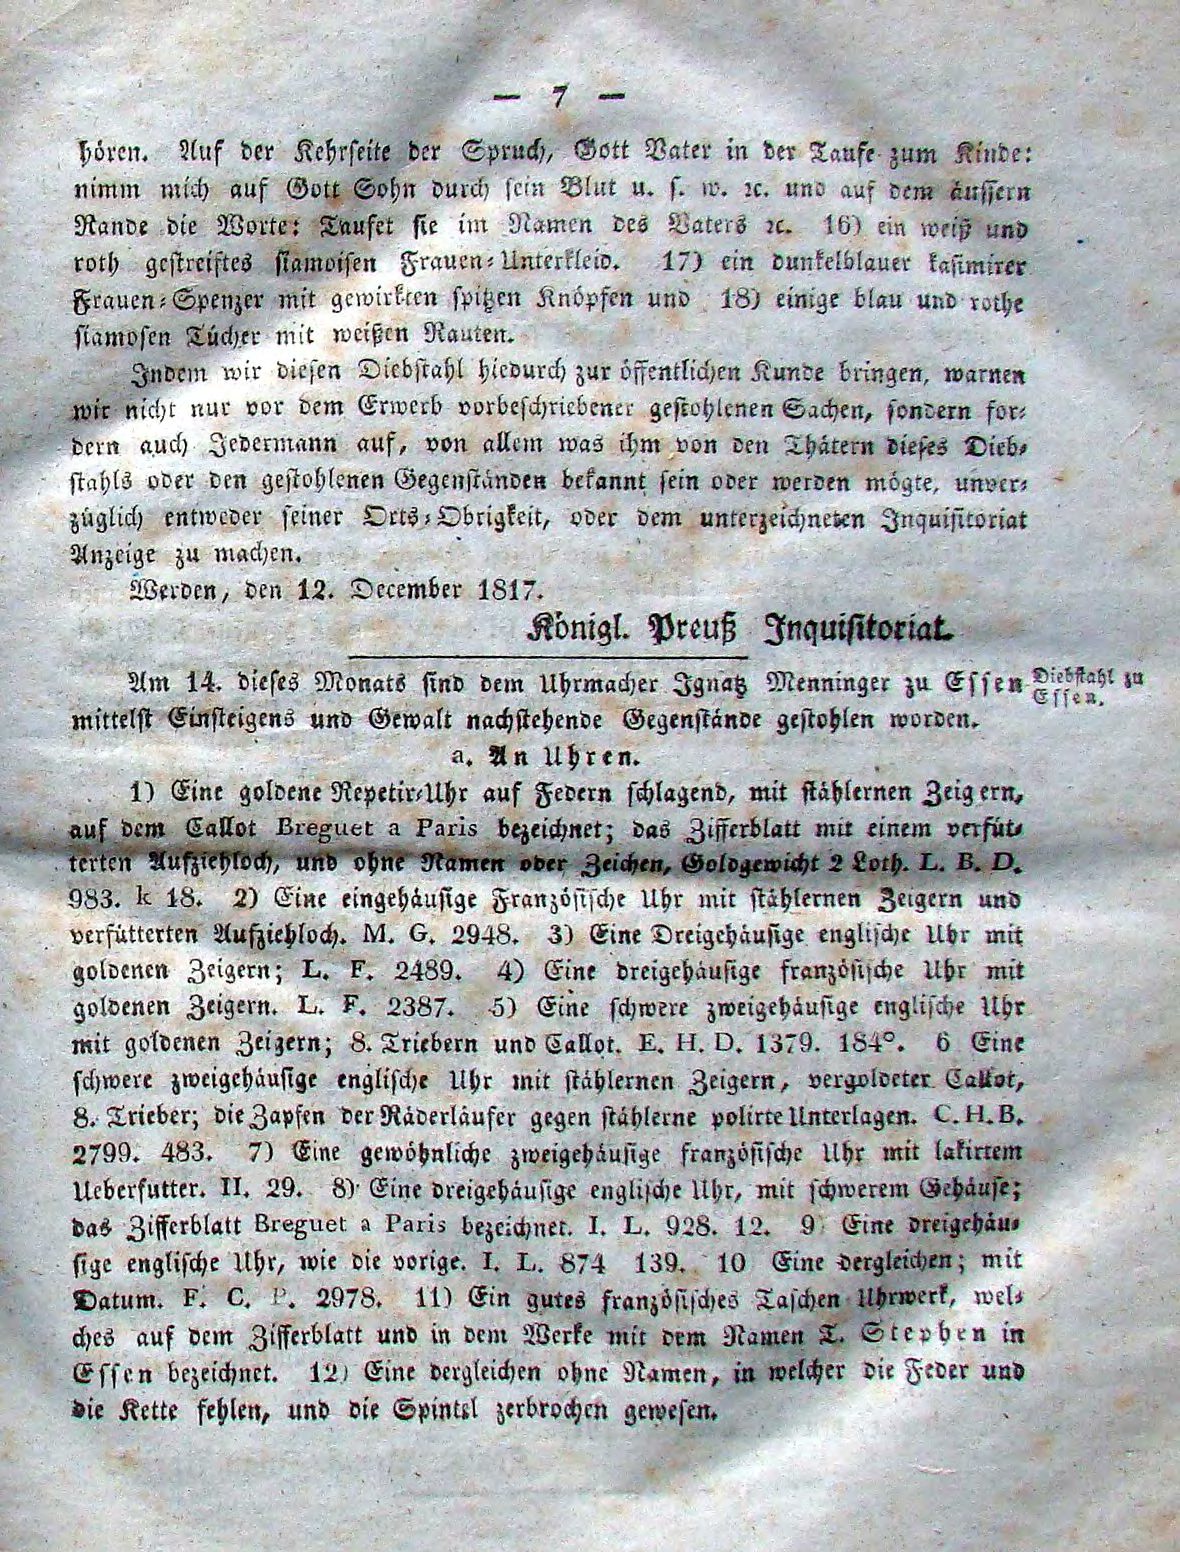 — 7 —
hören. Auf der Kehrseite der Spruch, Gott Vater in der Taufe zum Kinde:
nimm mich auf Gott Sohn durch sein Blut u. s. w. ꝛc. und auf dem äussern
Rande die Worte: Taufet sie im Namen des Vaters ꝛc. 16) ein weiß und
roth gestreiftes siamoisen Frauen-Unterkleid. 17) ein dunkelblauer kasimirer
Frauen-Spenzer mit gewirkten spitzen Knöpfen und 18) einige blau und rothe
siamosen Tücher mit weißen Rauten.
Indem wir diesen Diebstahl hiedurch zur öffentlichen Kunde bringen, warnen
wir nicht nur vor dem Erwerb vorbeschriebener gestohlenen Sachen, sondern for-
dern auch Jedermann auf, von allem was ihm von den Thätern dieses Dieb-
stahls oder den gestohlenen Gegenständen bekannt sein oder werden mögte, unver-
züglich entweder seiner Orts-Obrigkeit, oder dem unterzeichneten Inquisitoriat
Anzeige zu machen.
Werden, den 12. December 1817.
Königl. Preuß Inquisitoriat.
Am 14. dieses Monats sind dem Uhrmacher Ignatz Menninger zu Essen
mittelst Einsteigens und Gewalt nachstehende Gegenstände gestohlen worden.
Diebstahl zu
Essen.
a. An Uhren.
1) Eine goldene Repetir-Uhr auf Federn schlagend, mit stählernen Zeigern,
auf dem Callot Breguet a Paris bezeichnet; das Zifferblatt mit einem verfüt-
terten Aufziehloch, und ohne Namen oder Zeichen, Goldgewicht 2 Loth. L. B. D.
983. k 18. 2) Eine eingehäusige Französische Uhr mit stählernen Zeigern und
verfütterten Aufziehloch. M. G. 2948. 3) Eine Dreigehäusige englische Uhr mit
goldenen Zeigern; L. F. 2489. 4) Eine dreigehäusige französische Uhr mit
goldenen Zeigern. L. F. 2387. 5) Eine schwere zweigehäusige englische Uhr
mit goldenen Zeigern; 8. Triebern und Callot. E. H. D. 1379. 184°. 6 Eine
schwere zweigehäusige englische Uhr mit stählernen Zeigern, vergoldeter Callot,
8. Trieber; die Zapfen der Räderläufer gegen stählerne polirte Unterlagen. C. H. B.
2799. 483. 7) Eine gewöhnliche zweigehäusige französische Uhr mit lakirtem
Ueberfutter. II. 29. 8) Eine dreigehäusige englische Uhr, mit schwerem Gehäuse;
das Zifferblatt Breguet a Paris bezeichnet. I. L. 928. 12. 9 Eine dreigehäu-
sige englische Uhr, wie die vorige. I. L. 874 139. 10 Eine dergleichen; mit
Datum. F. C. P. 2978. 11) Ein gutes französisches Taschen Uhrwerk, wel-
ches auf dem Zifferblatt und in dem Werke mit dem Namen T. Stephen in
Essen bezeichnet. 12) Eine dergleichen ohne Namen, in welcher die Feder und
die Kette fehlen, und die Spintel zerbrochen gewesen.